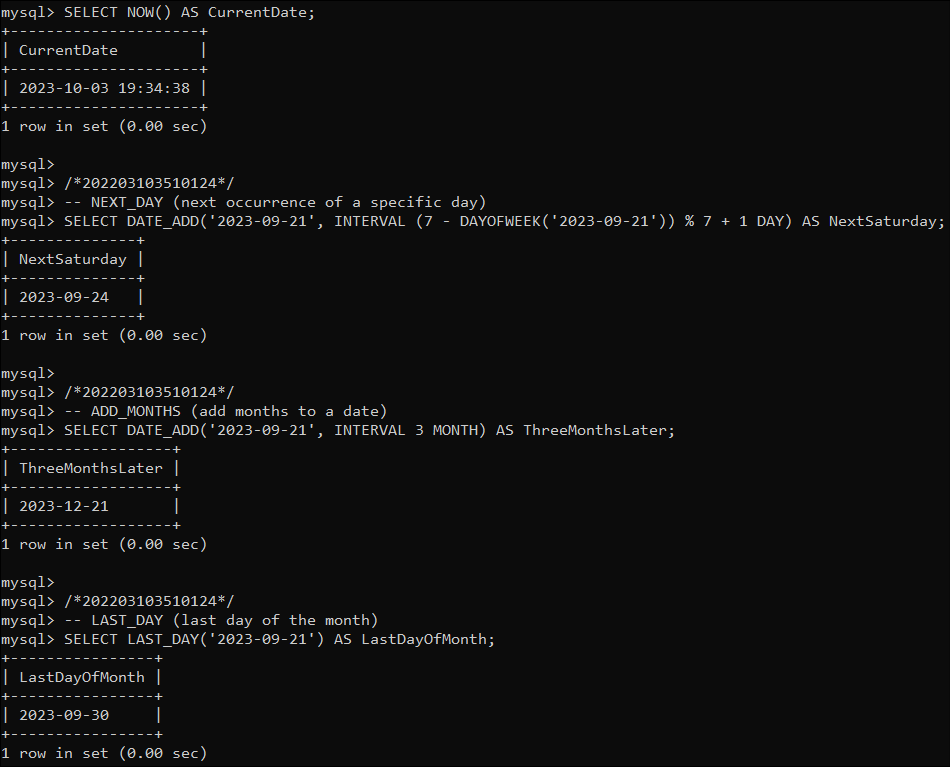 mysql> SELECT NOW() AS CurrentDate;
+---------------------+
| CurrentDate         |
+---------------------+
| 2023-10-03 19:34:38 |
+---------------------+
1 row in set (0.00 sec)

mysql>
mysql> /*202203103510124*/
mysql> -- NEXT_DAY (next occurrence of a specific day)
mysql> SELECT DATE_ADD('2023-09-21', INTERVAL (7 - DAYOFWEEK('2023-09-21')) % 7 + 1 DAY) AS NextSaturday;
+--------------+
| NextSaturday |
+--------------+
| 2023-09-24   |
+--------------+
1 row in set (0.00 sec)

mysql>
mysql> /*202203103510124*/
mysql> -- ADD_MONTHS (add months to a date)
mysql> SELECT DATE_ADD('2023-09-21', INTERVAL 3 MONTH) AS ThreeMonthsLater;
+------------------+
| ThreeMonthsLater |
+------------------+
| 2023-12-21       |
+------------------+
1 row in set (0.00 sec)

mysql>
mysql> /*202203103510124*/
mysql> -- LAST_DAY (last day of the month)
mysql> SELECT LAST_DAY('2023-09-21') AS LastDayOfMonth;
+----------------+
| LastDayOfMonth |
+----------------+
| 2023-09-30     |
+----------------+
1 row in set (0.00 sec)